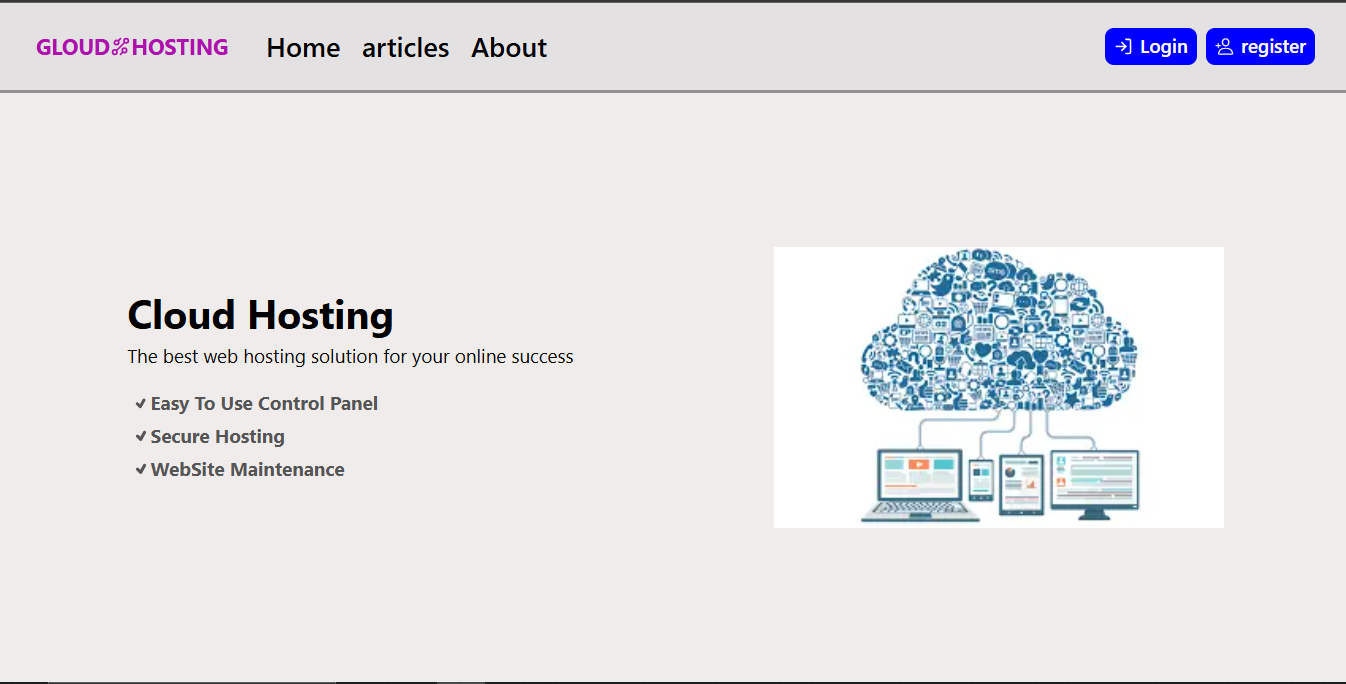 GLOUD HOSTING Home articles About Login register
Cloud Hosting
The best web hosting solution for your online success
Easy To Use Control Panel
Secure Hosting
WebSite Maintenance